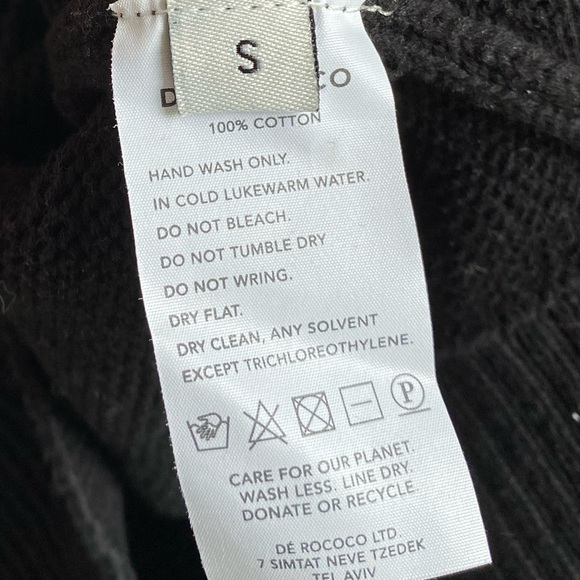 S
D CO
100% COTTON
HAND WASH ONLY.
IN COLD LUKEWARM WATER.
DO NOT BLEACH.
DO NOT TUMBLE DRY
DO NOT WRING.
DRY FLAT.
DRY CLEAN, ANY SOLVENT
EXCEPT TRICHLOREOTHYLENE.
P
CARE FOR OUR PLANET.
WASH LESS. LINE DRY.
DONATE OR RECYCLE
DÉ ROCOCO LTD.
7 SIMTAT NEVE TZEDEK
TEL AVIV